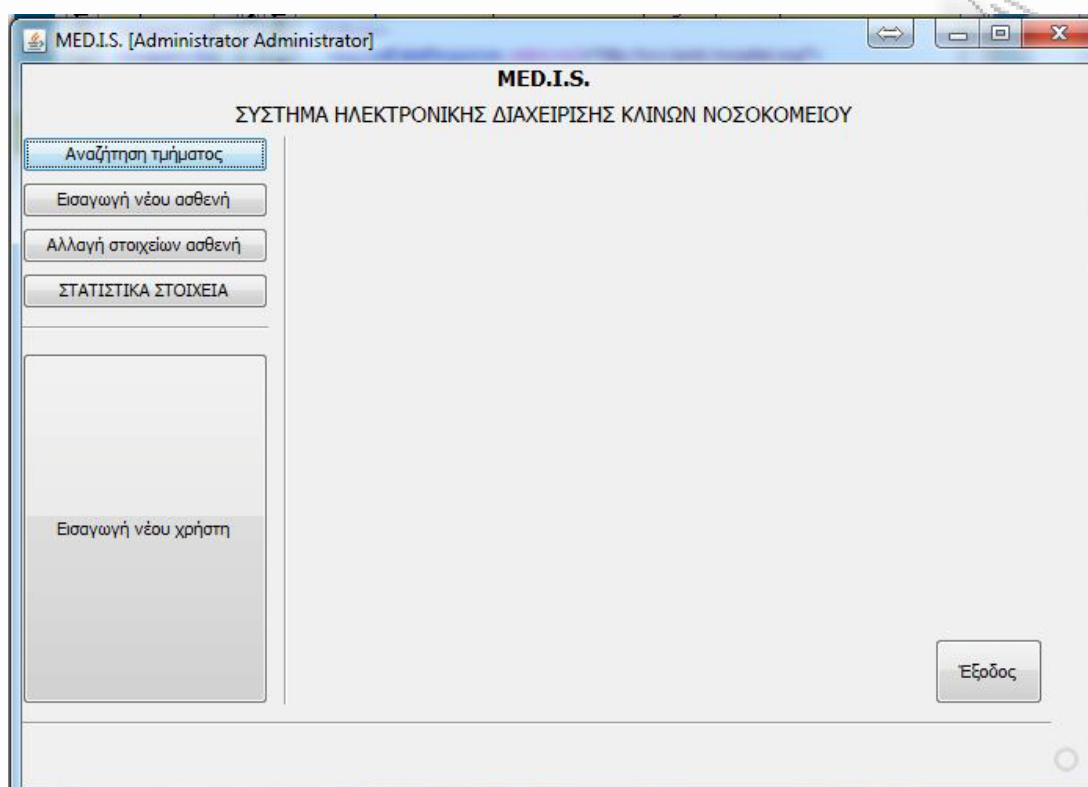 MED.I.S. [Administrator Administrator]
MED.I.S.
ΣΥΣΤΗΜΑ ΗΛΕΚΤΡΟΝΙΚΗΣ ΔΙΑΧΕΙΡΙΣΗΣ ΚΛΙΝΩΝ ΝΟΣΟΚΟΜΕΙΟΥ
Αναζήτηση τμήματος
Εισαγωγή νέου ασθενή
Αλλαγή στοιχείων ασθενή
ΣΤΑΤΙΣΤΙΚΑ ΣΤΟΙΧΕΙΑ
Εισαγωγή νέου χρήστη
Έξοδος